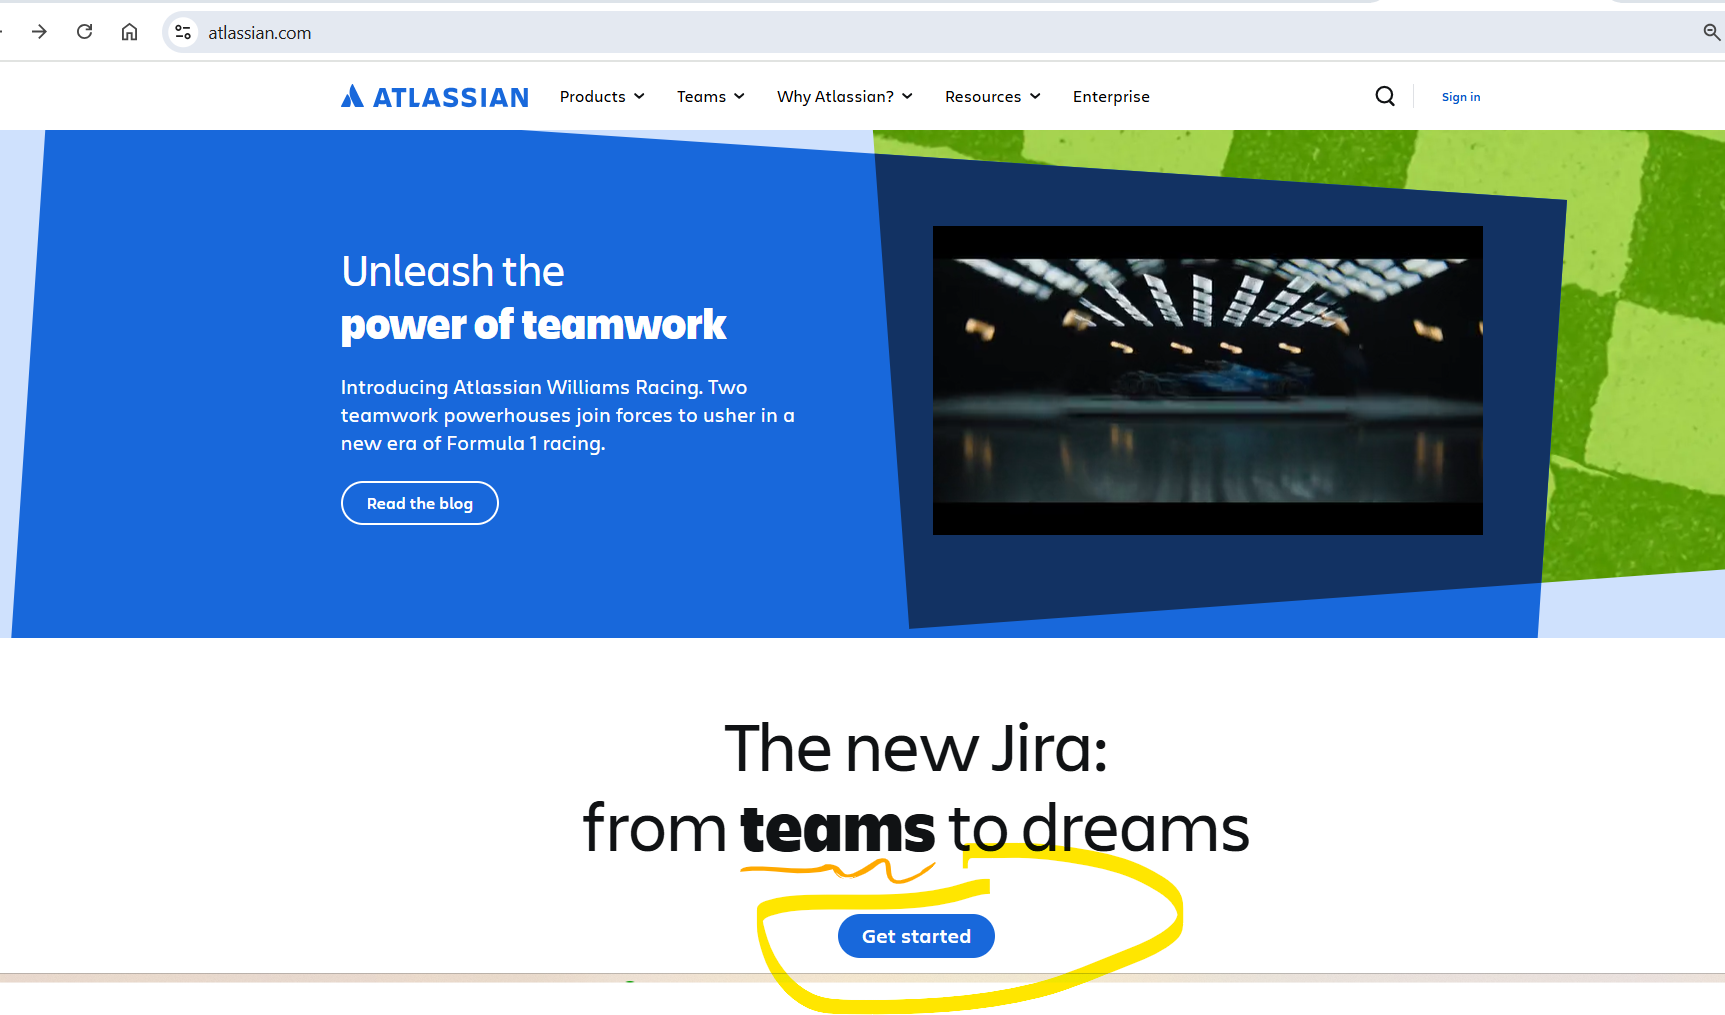 atlassian.com
ATLASSIAN Products Teams Why Atlassian? Resources Enterprise Sign in
Unleash the
power of teamwork
Introducing Atlassian Williams Racing. Two
teamwork powerhouses join forces to usher in a
new era of Formula 1 racing.
Read the blog
The new Jira:
from teams to dreams
Get started